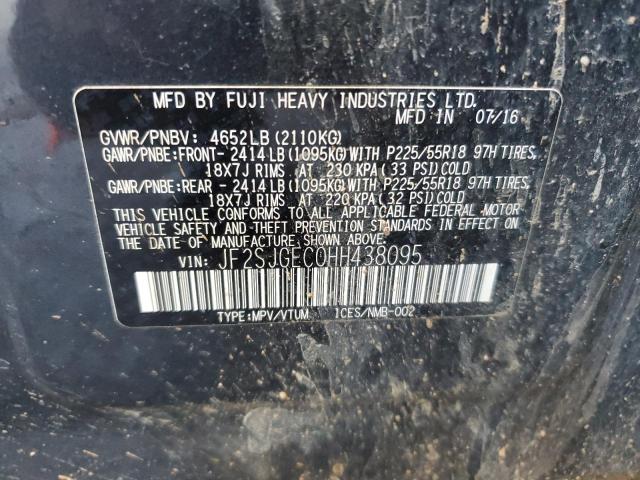 MFD BY FUJI HEAVY INDUSTRIES LTD.
MFD IN 07/16
GVWR/PNBV: 4652LB (2110KG)
GAWR/PNBE:FRONT- 2414LB(1095KG)WITH P225/55R18 97H TIRES,
18X7J RIMS AT 230 KPA (33 PSI)COLD
GAWR/PNBE:REAR - 2414LB(1095KG)WITH P225/55R18 97H TIRES,
18X7J RIMS AT 220 KPA (32 PSI)COLD
THIS VEHICLE CONFORMS TO ALL APPLICABLE FEDERAL MOTOR
VEHICLE SAFETY AND THEFT PREVENTION STANDARDS IN EFFECT ON
THE DATE OF MANUFACTURE SHOWN ABOVE.
VIN: JF2SJGEC0HH438095
TYPE:MPV/VTUM ICES/NMB-002